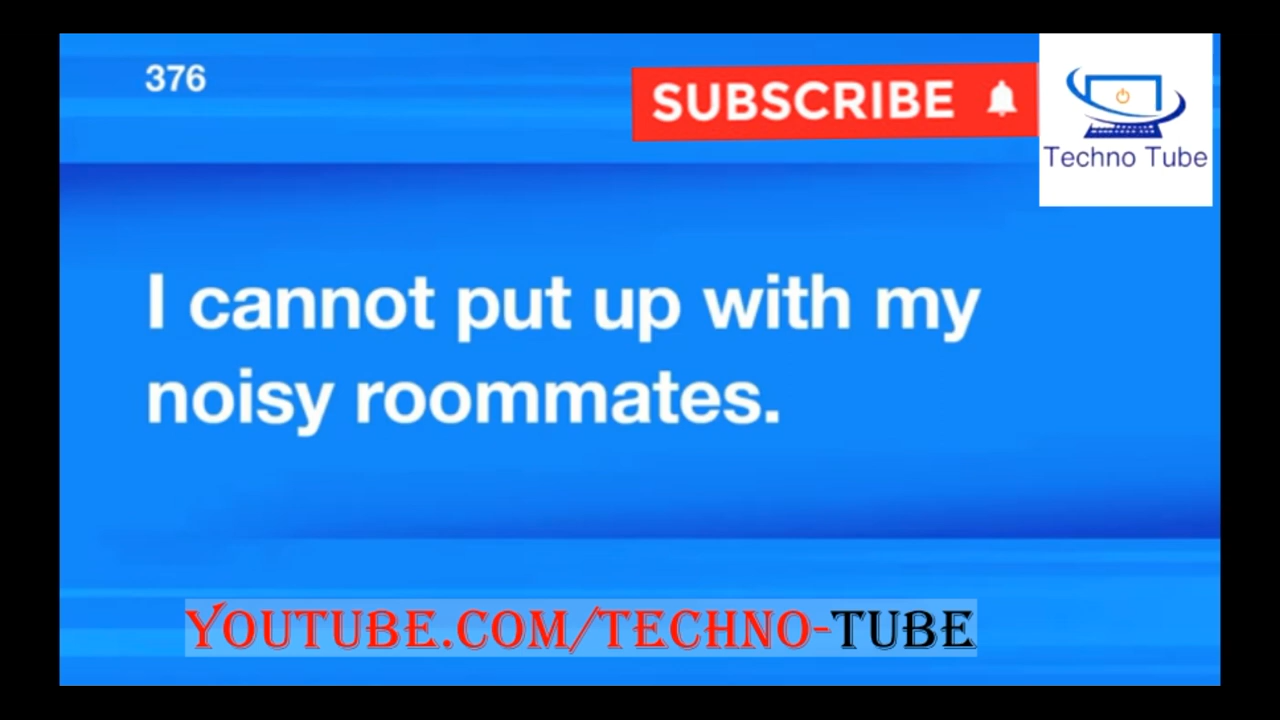 376
SUBSCRIBE
Techno Tube
I cannot put up with my
noisy roommates.
YOUTUBE.COM/TECHNO-TUBE